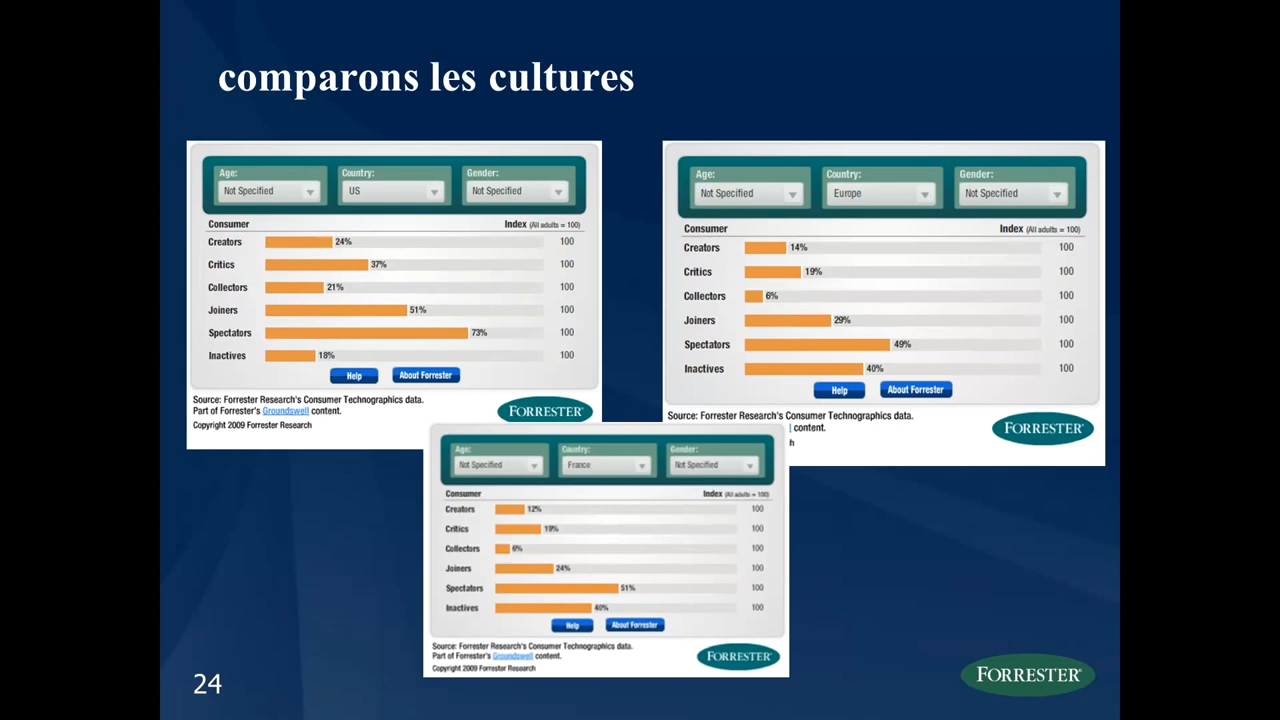 comparons les cultures
Age: Country: Gender:
Not Specified US Not Specified
Consumer Index (All adults = 100)
Creators 24% 100
Critics 37% 100
Collectors 21% 100
Joiners 51% 100
Spectators 73% 100
Inactives 18% 100
Help About Forrester
Source: Forrester Research's Consumer Technographics data.
Part of Forrester's Groundswell content.
Copyright 2009 Forrester Research
FORRESTER®
Age: Country: Gender:
Not Specified Europe Not Specified
Consumer Index (All adults = 100)
Creators 14% 100
Critics 19% 100
Collectors 6% 100
Joiners 29% 100
Spectators 49% 100
Inactives 40% 100
Help About Forrester
Source: Forrester Research's Consumer Technographics data.
content.
FORRESTER®
Age: Country: Gender:
Not Specified France Not Specified
Consumer Index (All adults = 100)
Creators 12% 100
Critics 19% 100
Collectors 6% 100
Joiners 24% 100
Spectators 51% 100
Inactives 40% 100
Help About Forrester
Source: Forrester Research's Consumer Technographics data.
Part of Forrester's Groundswell content.
Copyright 2009 Forrester Research
FORRESTER®
24
FORRESTER®